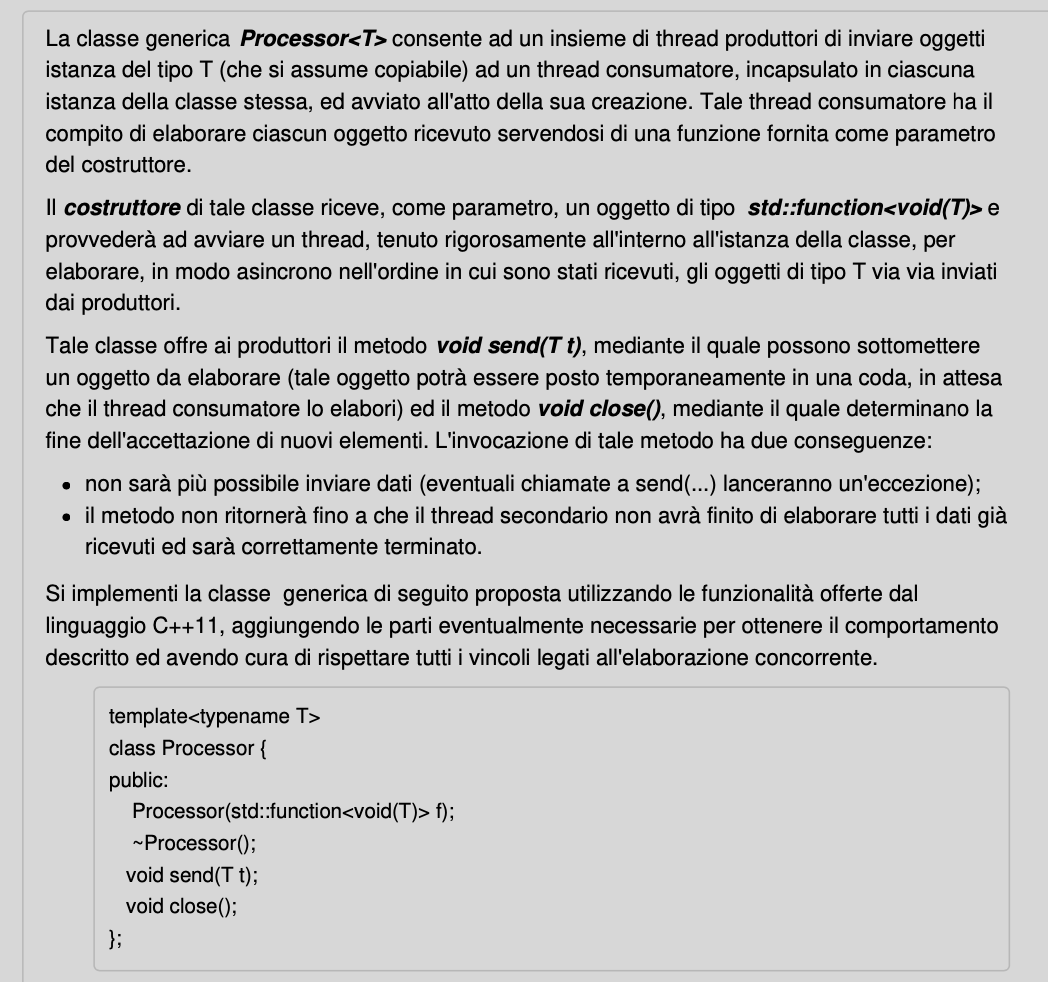 La classe generica Processor<T> consente ad un insieme di thread produttori di inviare oggetti
istanza del tipo T (che si assume copiabile) ad un thread consumatore, incapsulato in ciascuna
istanza della classe stessa, ed avviato all'atto della sua creazione. Tale thread consumatore ha il
compito di elaborare ciascun oggetto ricevuto servendosi di una funzione fornita come parametro
del costruttore.
Il costruttore di tale classe riceve, come parametro, un oggetto di tipo std::function<void(T)> e
provvederà ad avviare un thread, tenuto rigorosamente all'interno all'istanza della classe, per
elaborare, in modo asincrono nell'ordine in cui sono stati ricevuti, gli oggetti di tipo T via via inviati
dai produttori.
Tale classe offre ai produttori il metodo void send(T t), mediante il quale possono sottomettere
un oggetto da elaborare (tale oggetto potrà essere posto temporaneamente in una coda, in attesa
che il thread consumatore lo elabori) ed il metodo void close(), mediante il quale determinano la
fine dell'accettazione di nuovi elementi. L'invocazione di tale metodo ha due conseguenze:
• non sarà più possibile inviare dati (eventuali chiamate a send(...) lanceranno un'eccezione);
• il metodo non ritornerà fino a che il thread secondario non avrà finito di elaborare tutti i dati già
ricevuti ed sarà correttamente terminato.
Si implementi la classe generica di seguito proposta utilizzando le funzionalità offerte dal
linguaggio C++11, aggiungendo le parti eventualmente necessarie per ottenere il comportamento
descritto ed avendo cura di rispettare tutti i vincoli legati all'elaborazione concorrente.
template<typename T>
class Processor {
public:
Processor(std::function<void(T)> f);
~Processor();
void send(T t);
void close();
};